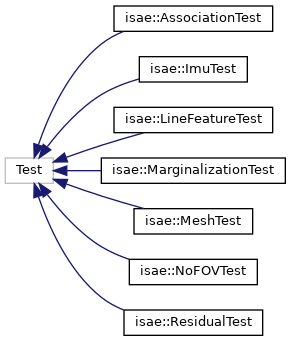 isae::AssociationTest
isae::ImuTest
isae::LineFeatureTest
Test
isae::MarginalizationTest
isae::MeshTest
isae::NoFOVTest
isae::ResidualTest